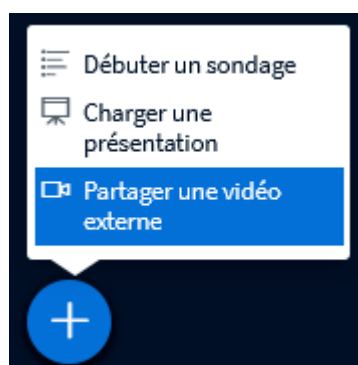 Débuter un sondage
Charger une
présentation
Partager une vidéo
externe